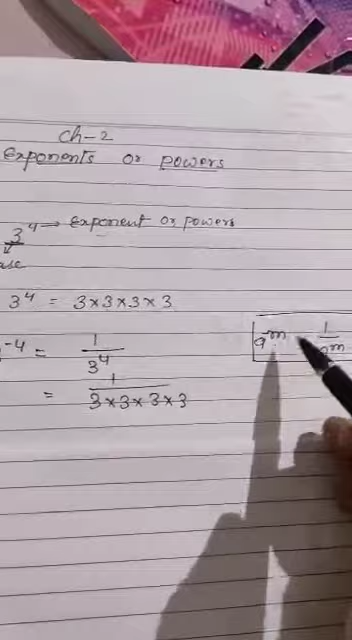 Ch-2
Exponents or powers
3⁴ → exponent or powers
3⁴ = 3×3×3×3
⁻⁴ = 1/3⁴
a⁻ᵐ
= 1/3×3×3×3